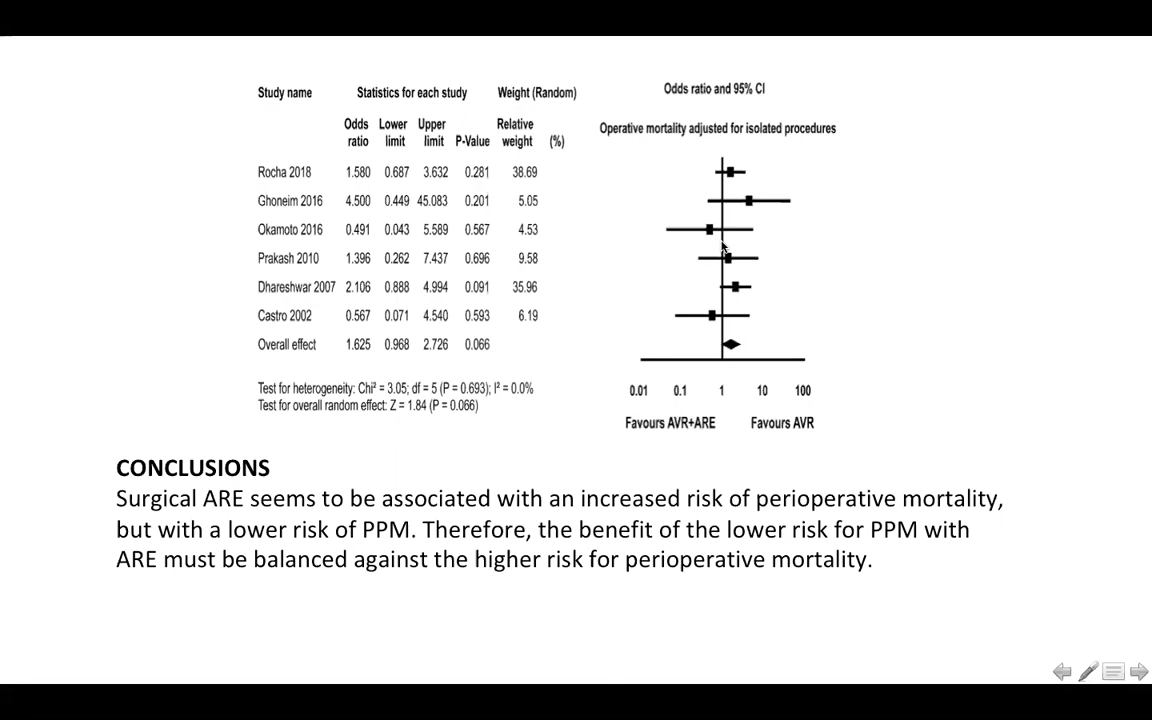 Study name Statistics for each study Weight (Random) Odds ratio and 95% CI
Odds ratio Lower limit Upper limit P-Value Relative weight (%) Operative mortality adjusted for isolated procedures
Rocha 2018 1.580 0.687 3.632 0.281 38.69
Ghoneim 2016 4.500 0.449 45.083 0.201 5.05
Okamoto 2016 0.491 0.043 5.589 0.567 4.53
Prakash 2010 1.396 0.262 7.437 0.696 9.58
Dhareshwar 2007 2.106 0.888 4.994 0.091 35.96
Castro 2002 0.567 0.071 4.540 0.593 6.19
Overall effect 1.625 0.968 2.726 0.066
Test for heterogeneity: Chi² = 3.05; df = 5 (P = 0.693); I² = 0.0%
Test for overall random effect: Z = 1.84 (P = 0.066)
0.01 0.1 1 10 100
Favours AVR+ARE Favours AVR
CONCLUSIONS
Surgical ARE seems to be associated with an increased risk of perioperative mortality,
but with a lower risk of PPM. Therefore, the benefit of the lower risk for PPM with
ARE must be balanced against the higher risk for perioperative mortality.